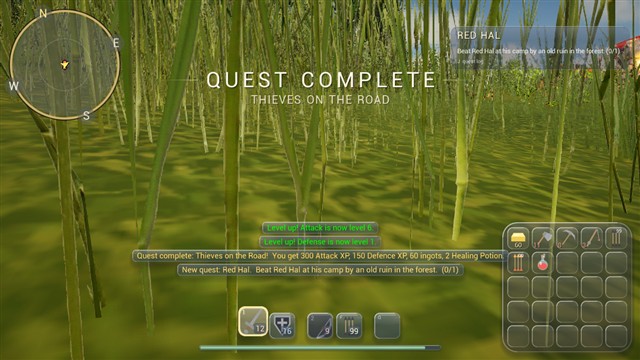 N
E
W
S
RED HAL
Beat Red Hal at his camp by an old ruin in the forest. (0/1)
QUEST COMPLETE
THIEVES ON THE ROAD
Level up! Attack is now level 6.
Level up! Defense is now level 1.
Quest complete: Thieves on the Road! You get 300 Attack XP, 150 Defence XP, 60 ingots, 2 Healing Potion.
New quest: Red Hal. Beat Red Hal at his camp by an old ruin in the forest. (0/1)
60
12
76
9
99